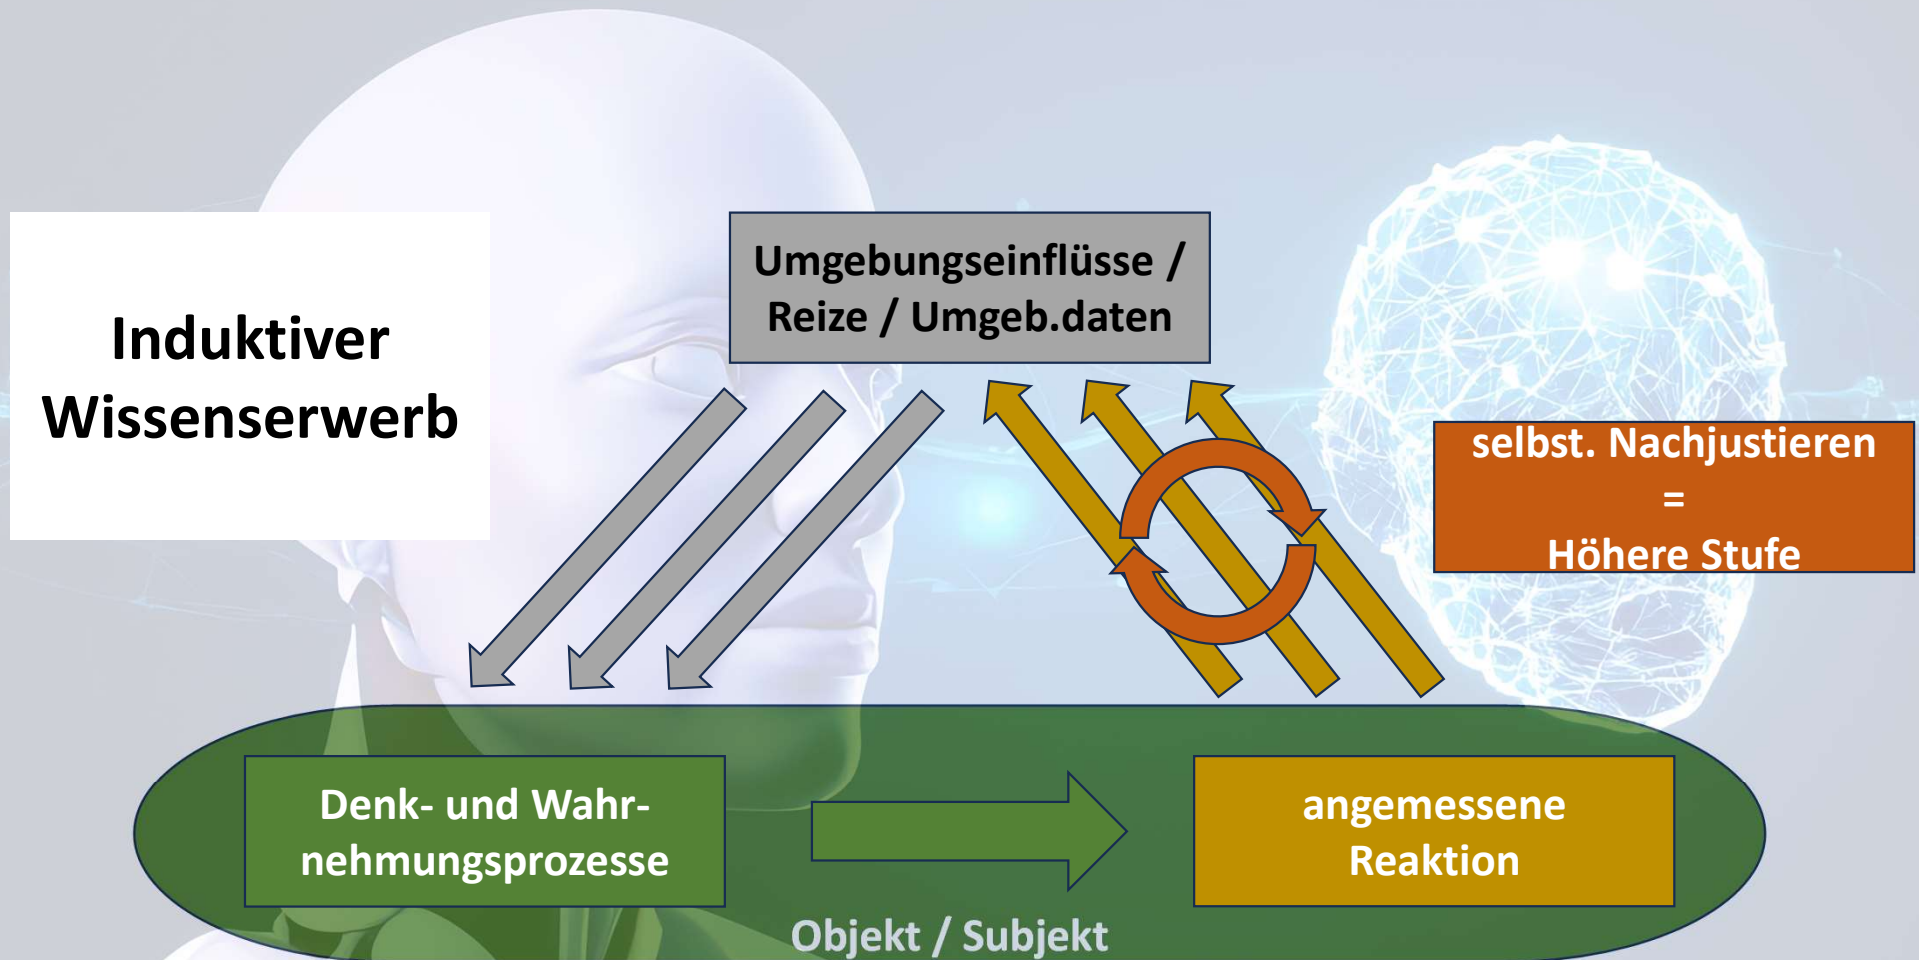 Induktiver
Wissenserwerb
Umgebungseinflüsse /
Reize / Umgeb.daten
selbst. Nachjustieren
=
Höhere Stufe
Denk- und Wahr-
nehmungsprozesse
angemessene
Reaktion
Objekt / Subjekt